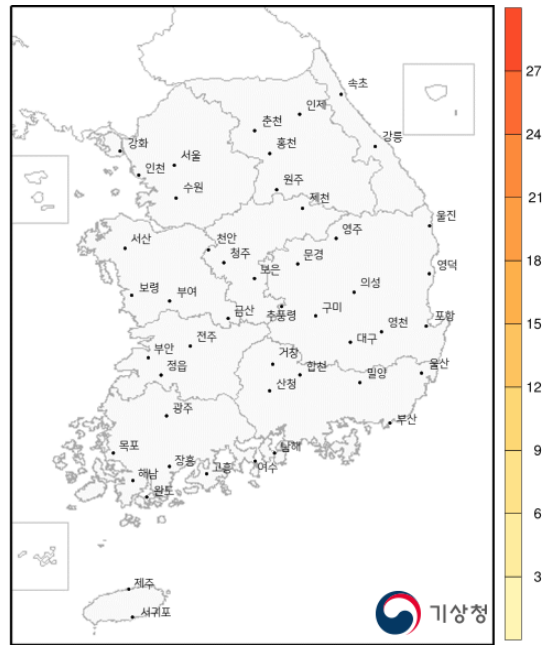 속초
인제
춘천
강릉
홍천
강화
서울
인천
원주
수원
제천
울진
영주
서산
천안
청주
문경
영덕
보은
의성
보령
부여
추풍령
구미
금산
포항
영천
전주
대구
부안
거창
정읍
합천
울산
밀양
산청
광주
부산
목포
남해
장흥
고흥
여수
해남
완도
제주
서귀포
기상청
27
24
21
18
15
12
9
6
3